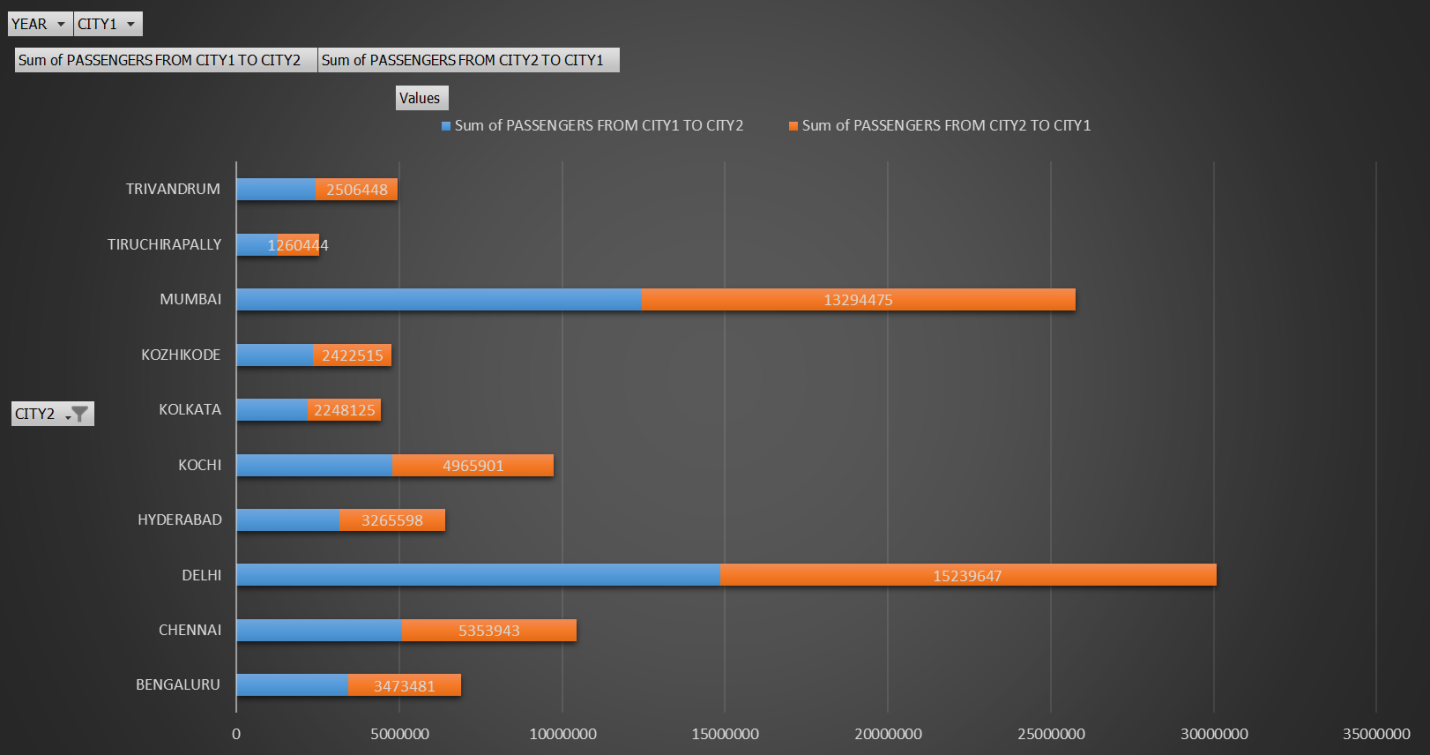 YEAR CITY1
Sum of PASSENGERS FROM CITY1 TO CITY2 Sum of PASSENGERS FROM CITY2 TO CITY1
Values
Sum of PASSENGERS FROM CITY1 TO CITY2 Sum of PASSENGERS FROM CITY2 TO CITY1
TRIVANDRUM 2506448
TIRUCHIRAPALLY 1260444
MUMBAI 13294475
KOZHIKODE 2422515
CITY2
KOLKATA 2248125
KOCHI 4965901
HYDERABAD 3265598
DELHI 15239647
CHENNAI 5353943
BENGALURU 3473481
0 5000000 10000000 15000000 20000000 25000000 30000000 35000000